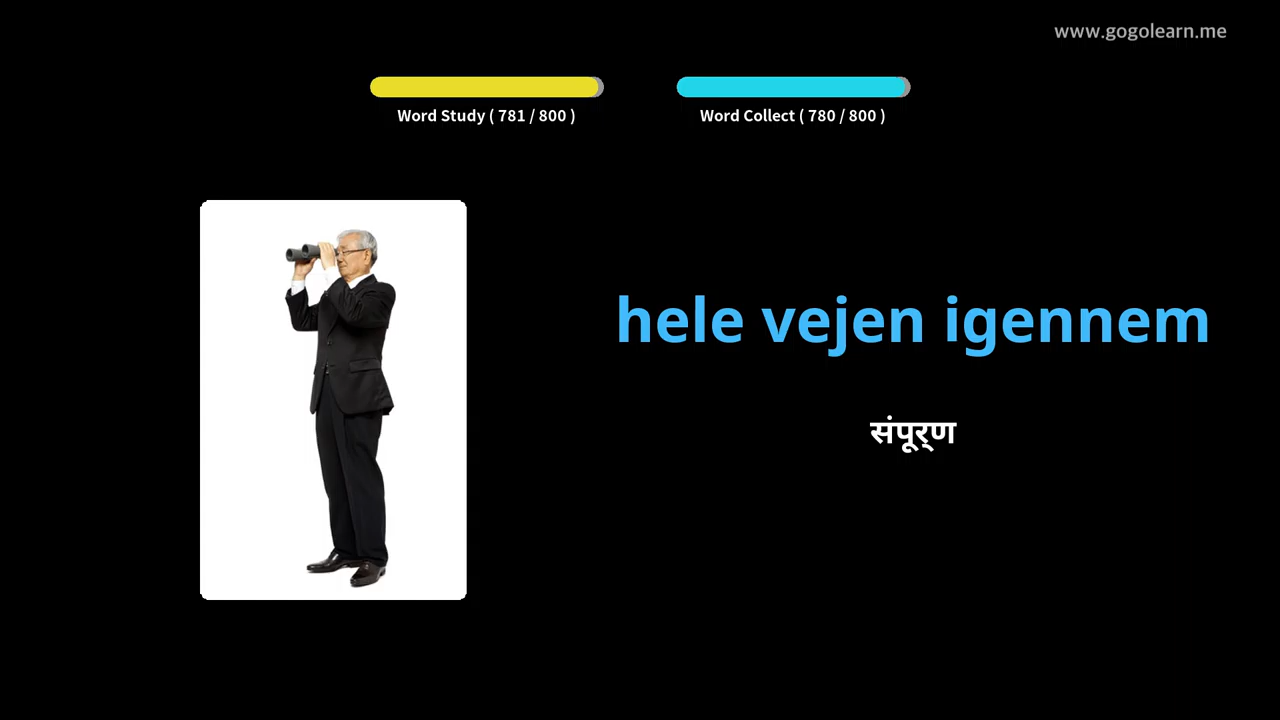 www.gogolearn.me
Word Study ( 781 / 800 )
Word Collect ( 780 / 800 )
hele vejen igennem
संपूर्ण